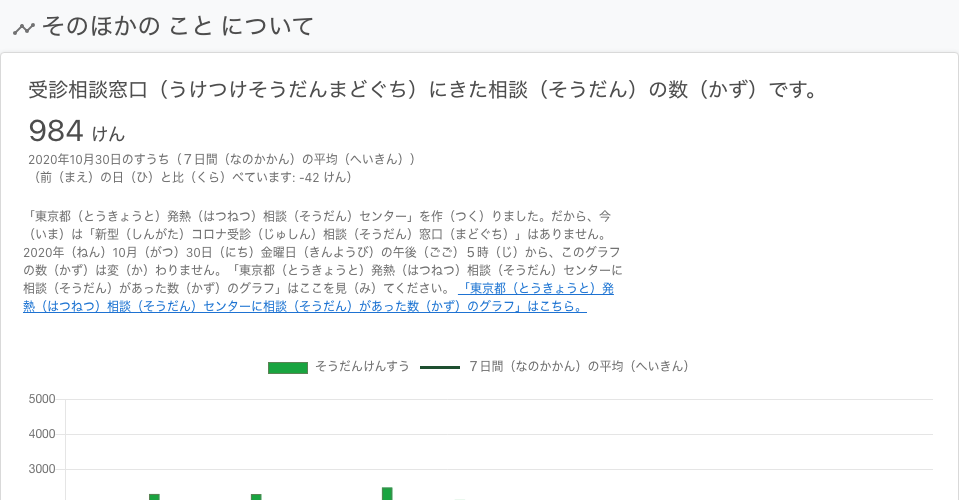 そのほかの こと について
受診相談窓口（うけつけそうだんまどぐち）にきた相談（そうだん）の数（かず）です。
984 けん
2020年10月30日のすうち（７日間（なのかかん）の平均（へいきん））
（前（まえ）の日（ひ）と比（くら）べています: -42 けん）
「東京都（とうきょうと）発熱（はつねつ）相談（そうだん）センター」を作（つく）りました。だから、今
（いま）は「新型（しんがた）コロナ受診（じゅしん）相談（そうだん）窓口（まどぐち）」はありません。
2020年（ねん）10月（がつ）30日（にち）金曜日（きんようび）の午後（ごご）５時（じ）から、このグラフ
の数（かず）は変（か）わりません。「東京都（とうきょうと）発熱（はつねつ）相談（そうだん）センターに
相談（そうだん）があった数（かず）のグラフ」はここを見（み）てください。 「東京都（とうきょうと）発
熱（はつねつ）相談（そうだん）センターに相談（そうだん）があった数（かず）のグラフ」はこちら。
そうだんけんすう ７日間（なのかかん）の平均（へいきん）
5000
4000
3000